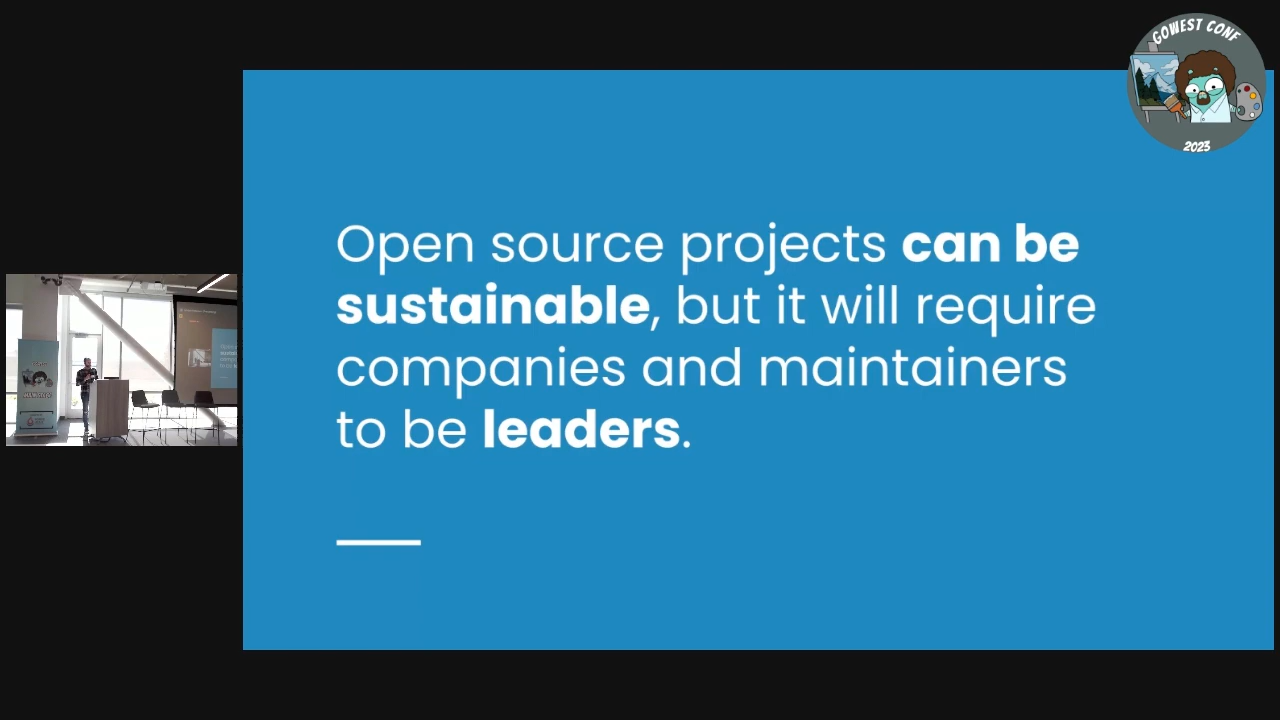 GOWEST CONF
2023
Open source projects can be
sustainable, but it will require
companies and maintainers
to be leaders.